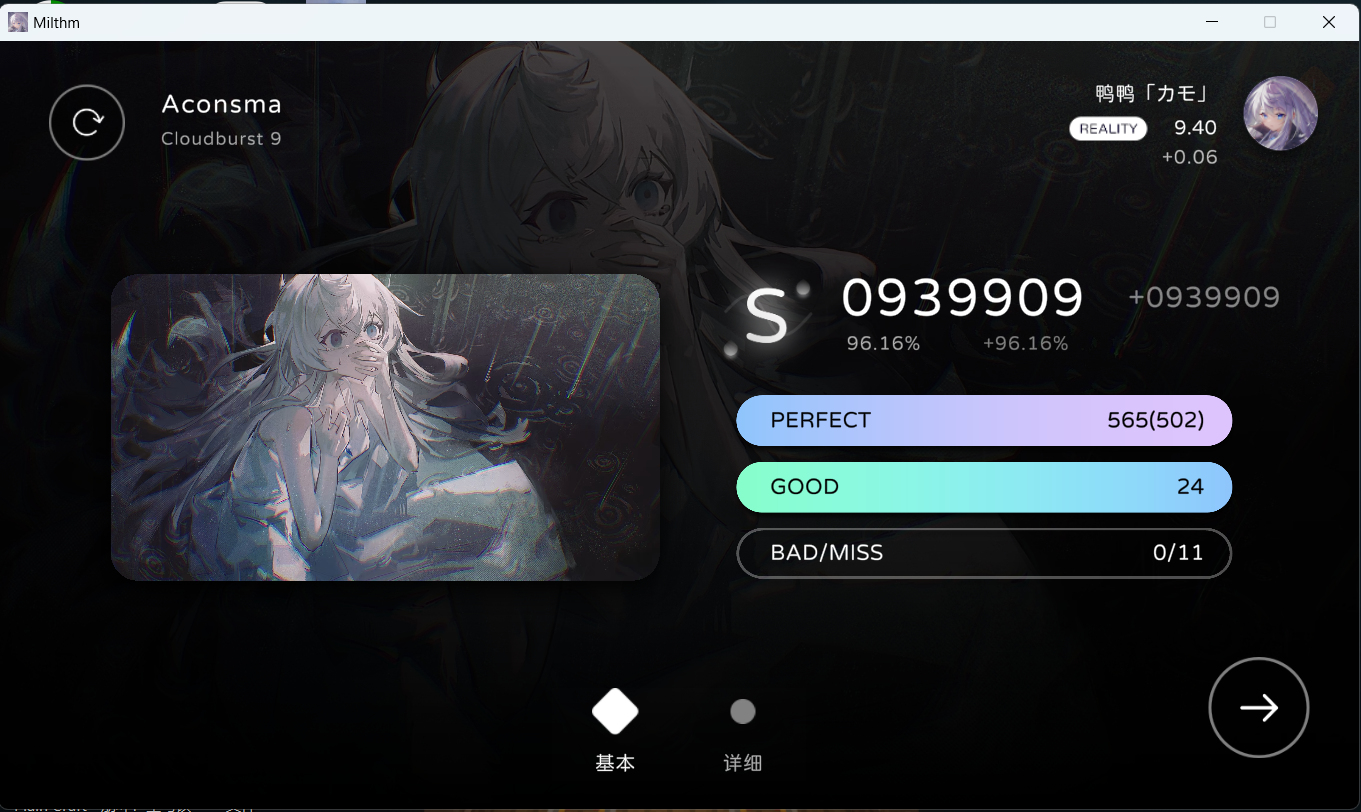 Milthm
Aconsma
Cloudburst 9
鸭鸭「カモ」
REALITY 9.40
+0.06
S 0939909 +0939909
96.16% +96.16%
PERFECT 565(502)
GOOD 24
BAD/MISS 0/11
基本 详细